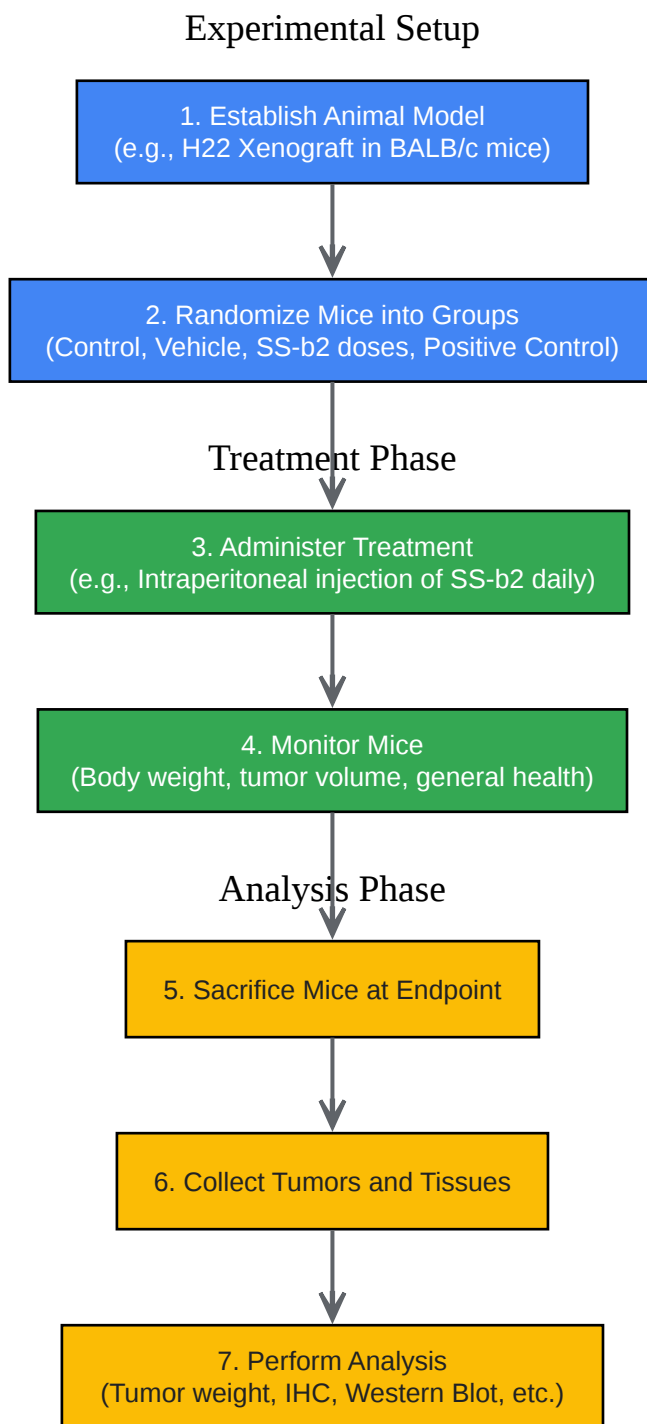 Experimental Setup
1. Establish Animal Model
(e.g., H22 Xenograft in BALB/c mice)
2. Randomize Mice into Groups
(Control, Vehicle, SS-b2 doses, Positive Control)
Treatment Phase
3. Administer Treatment
(e.g., Intraperitoneal injection of SS-b2 daily)
4. Monitor Mice
(Body weight, tumor volume, general health)
Analysis Phase
5. Sacrifice Mice at Endpoint
6. Collect Tumors and Tissues
7. Perform Analysis
(Tumor weight, IHC, Western Blot, etc.)